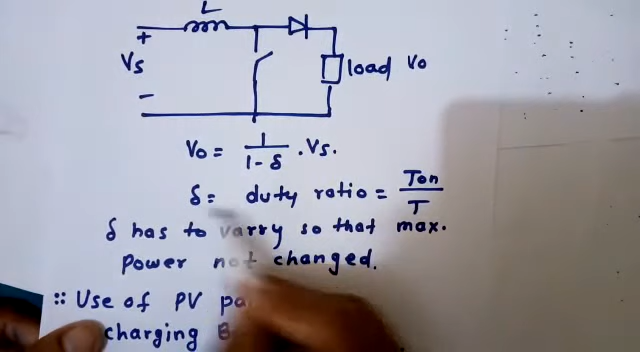 L
+
Vs
load Vo
−
Vo = 1/1-δ . Vs.
δ = duty ratio = Ton/T
δ has to varry so that max.
power not changed.
:: Use of PV pa
charging B